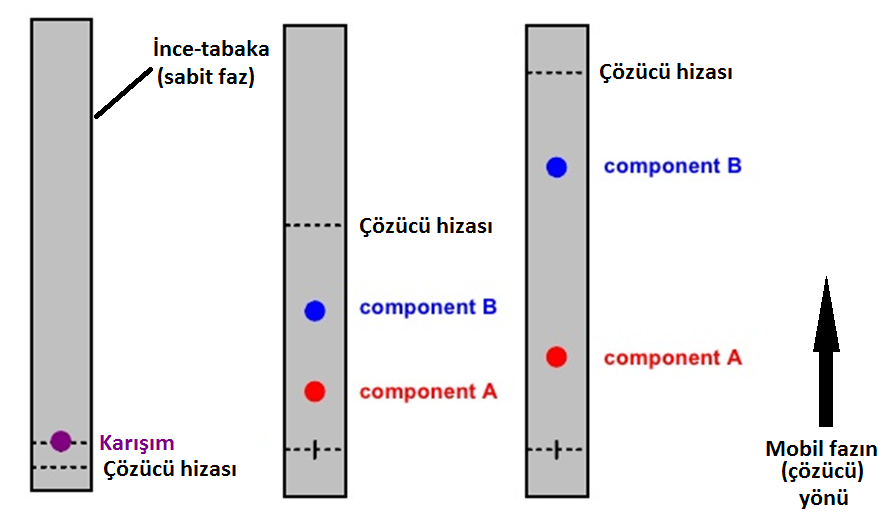 İnce-tabaka
(sabit faz)
Karışım
Çözücü hizası
Çözücü hizası
component B
component A
Çözücü hizası
component B
component A
Mobil fazın
(çözücü)
yönü